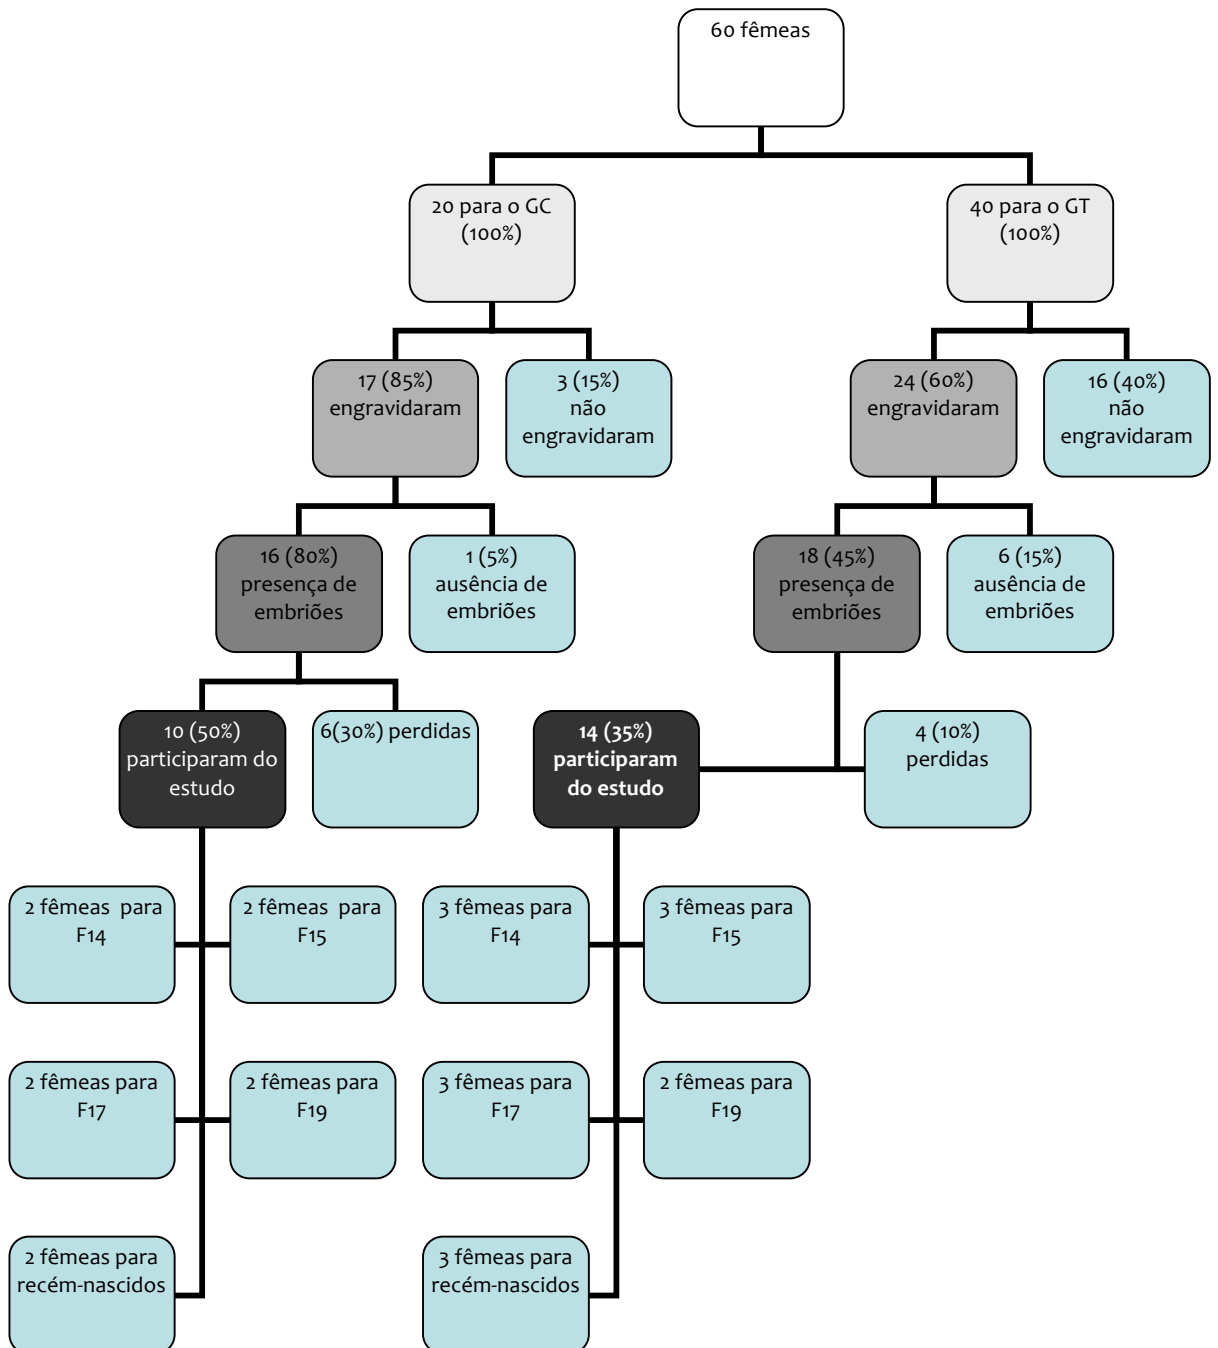 60 fêmeas
20 para o GC
(100%)
40 para o GT
(100%)
17 (85%)
engravidaram
3 (15%)
não
engravidaram
24 (60%)
engravidaram
16 (40%)
não
engravidaram
16 (80%)
presença de
embriões
1 (5%)
ausência de
embriões
18 (45%)
presença de
embriões
6 (15%)
ausência de
embriões
10 (50%)
participaram do
estudo
6(30%) perdidas
14 (35%)
participaram
do estudo
4 (10%)
perdidas
2 fêmeas para
F14
2 fêmeas para
F15
3 fêmeas para
F14
3 fêmeas para
F15
2 fêmeas para
F17
2 fêmeas para
F19
3 fêmeas para
F17
2 fêmeas para
F19
2 fêmeas para
recém-nascidos
3 fêmeas para
recém-nascidos